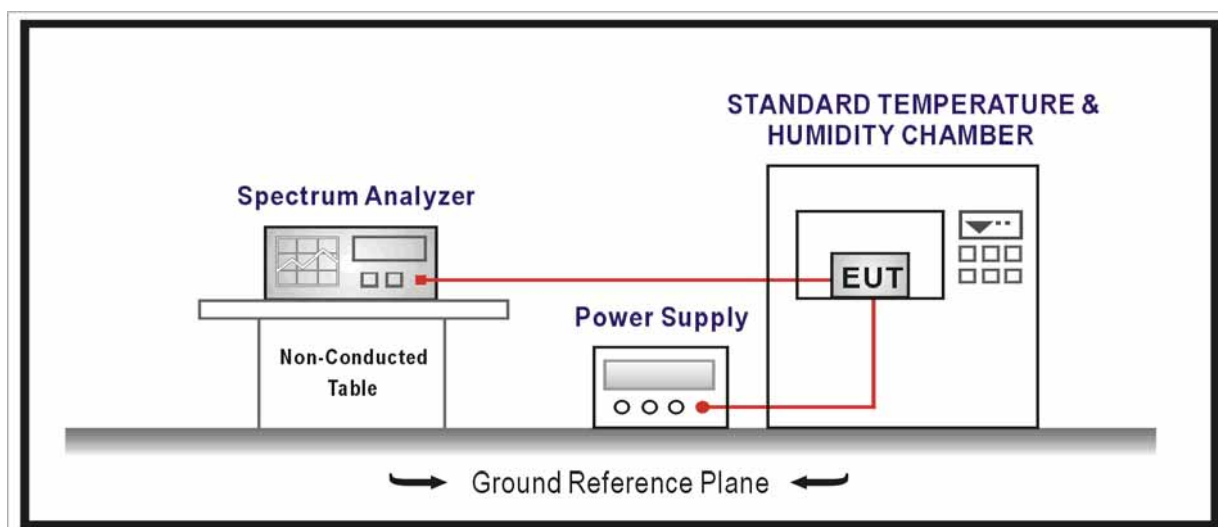 STANDARD TEMPERATURE &
HUMIDITY CHAMBER
Spectrum Analyzer
EUT
Power Supply
Non-Conducted
Table
Ground Reference Plane